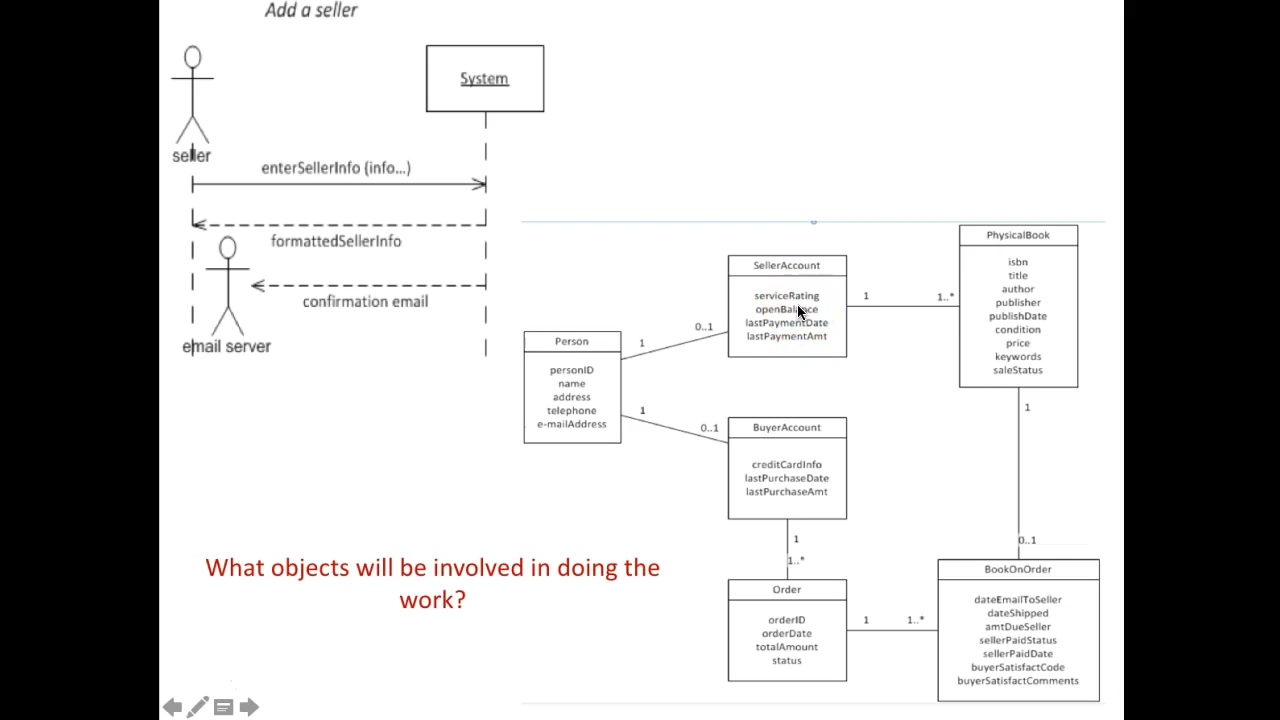 Add a seller
System
seller
enterSellerInfo (info...)
formattedSellerInfo
confirmation email
email server
What objects will be involved in doing the
work?
Person
personID
name
address
telephone
e-mailAddress
1
0..1
1
0..1
SellerAccount
serviceRating
openBalance
lastPaymentDate
lastPaymentAmt
1
1..*
PhysicalBook
isbn
title
author
publisher
publishDate
condition
price
keywords
saleStatus
1
0..1
BuyerAccount
creditCardInfo
lastPurchaseDate
lastPurchaseAmt
1
1..*
Order
orderID
orderDate
totalAmount
status
1
1..*
BookOnOrder
dateEmailToSeller
dateShipped
amtDueSeller
sellerPaidStatus
sellerPaidDate
buyerSatisfactCode
buyerSatisfactComments